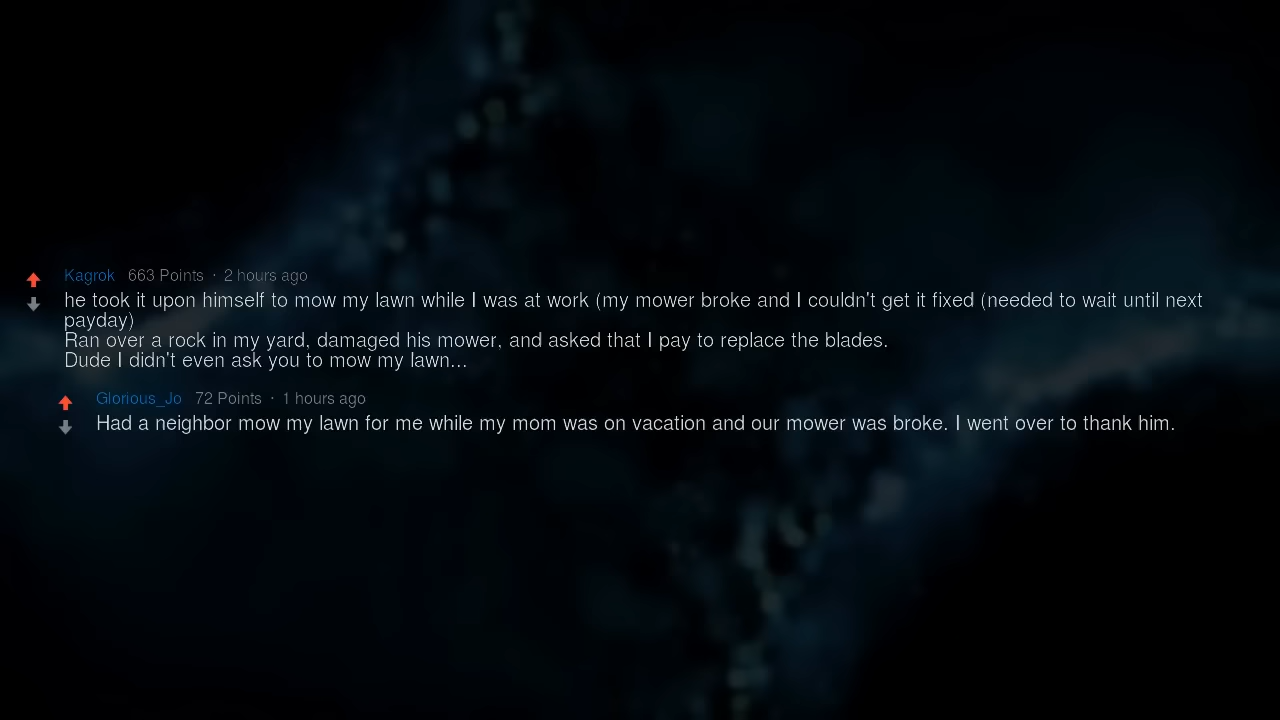 Kagrok 663 Points · 2 hours ago
he took it upon himself to mow my lawn while I was at work (my mower broke and I couldn't get it fixed (needed to wait until next
payday)
Ran over a rock in my yard, damaged his mower, and asked that I pay to replace the blades.
Dude I didn't even ask you to mow my lawn...
Glorious_Jo 72 Points · 1 hours ago
Had a neighbor mow my lawn for me while my mom was on vacation and our mower was broke. I went over to thank him.